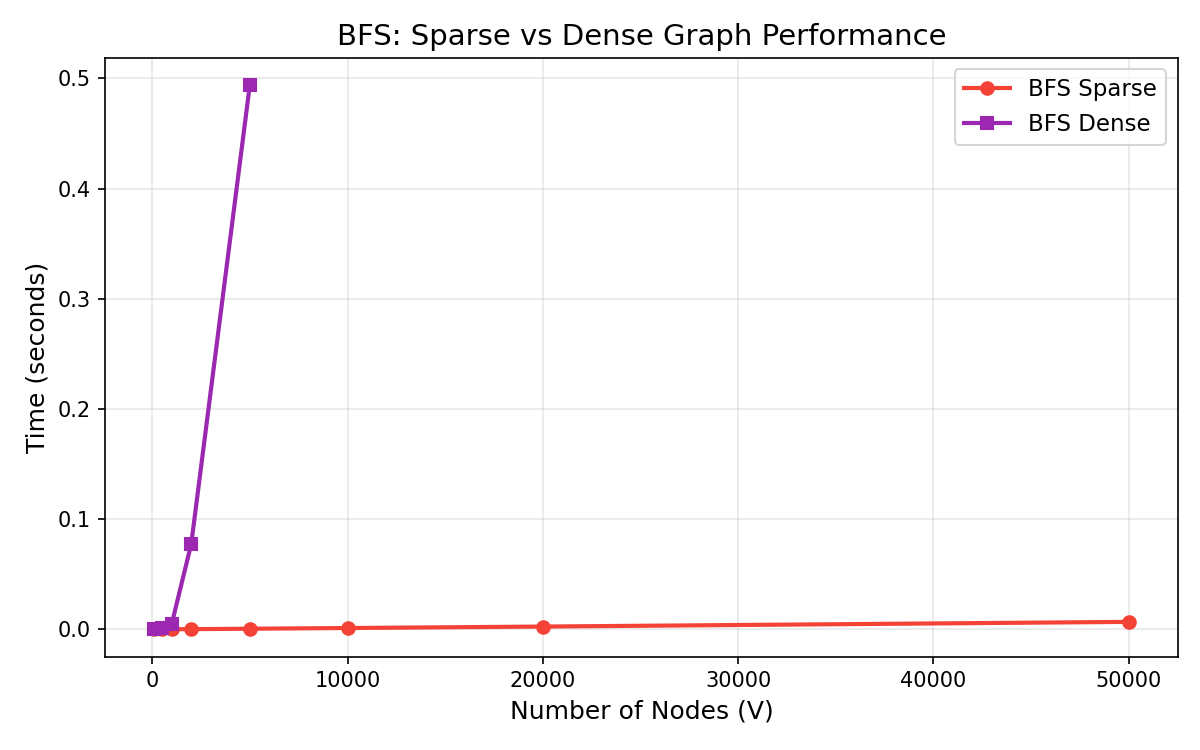 BFS: Sparse vs Dense Graph Performance
BFS Sparse
BFS Dense
Time (seconds)
0.5
0.4
0.3
0.2
0.1
0.0
0 10000 20000 30000 40000 50000
Number of Nodes (V)